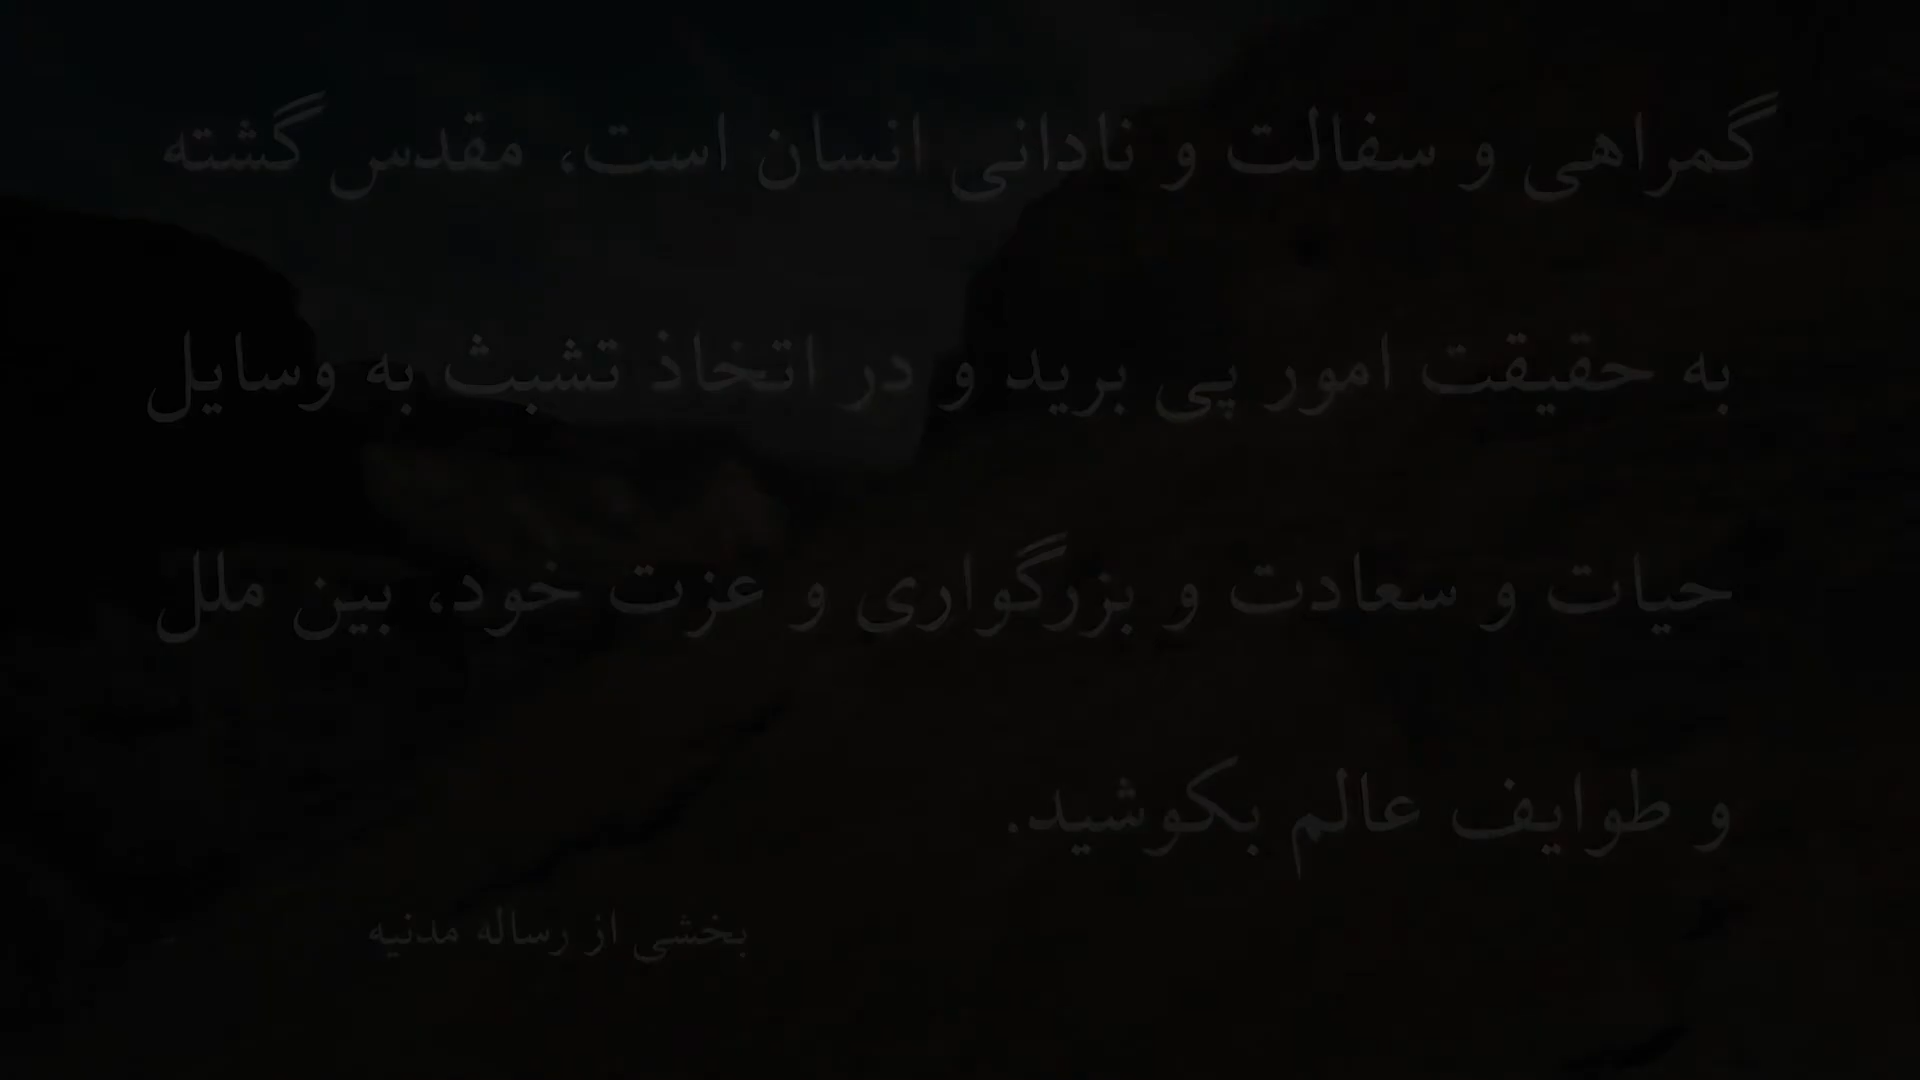 گمراهی و سفالت و نادانی انسان است، مقدس گشته
به حقیقت امور پی برید و در اتخاذ تشبث به وسایل
حیات و سعادت و بزرگواری و عزت خود، بین ملل
و طوایف عالم بکوشید.
بخشی از رساله مدنیه